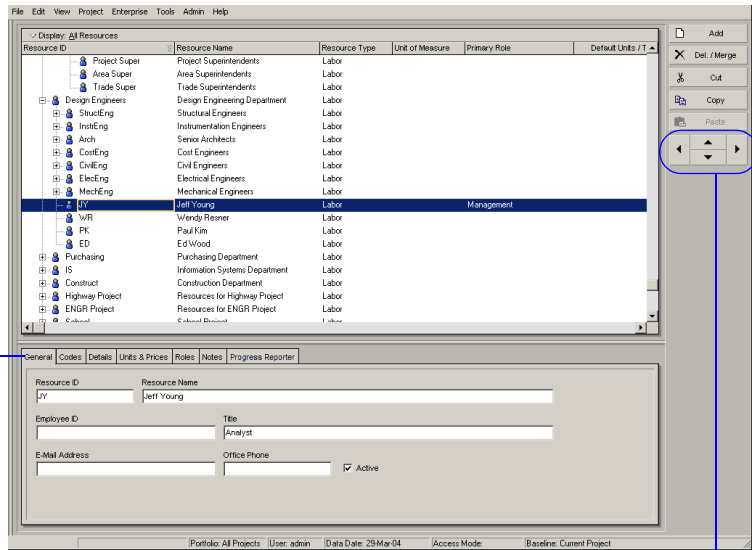 File Edit View Project Enterprise Tools Admin Help
Display: All Resources
Resource ID Resource Name Resource Type Unit of Measure Primary Role Default Units / T
Project Super Project Superintendents Labor
Area Super Area Superintendents Labor
Trade Super Trade Superintendents Labor
Design Engineers Design Engineering Department Labor
StructEng Structural Engineers Labor
InstrEng Instrumentation Engineers Labor
Arch Senior Architects Labor
CostEng Cost Engineers Labor
CivilEng Civil Engineers Labor
ElecEng Electrical Engineers Labor
MechEng Mechanical Engineers Labor
JY Jeff Young Labor Management
WR Wendy Resner Labor
PK Paul Kim Labor
ED Ed Wood Labor
Purchasing Purchasing Department Labor
IS Information Systems Department Labor
Construct Construction Department Labor
Highway Project Resources for Highway Project Labor
ENGR Project Resources for ENGR Project Labor
School School Project Labor
Add
Del. / Merge
Cut
Copy
Paste
General Codes Details Units & Prices Roles Notes Progress Reporter
Resource ID Resource Name
JY Jeff Young
Employee ID Title
Analyst
E-Mail Address Office Phone
Active
Portfolio: All Projects User: admin Data Date: 29-Mar-04 Access Mode: Baseline: Current Project